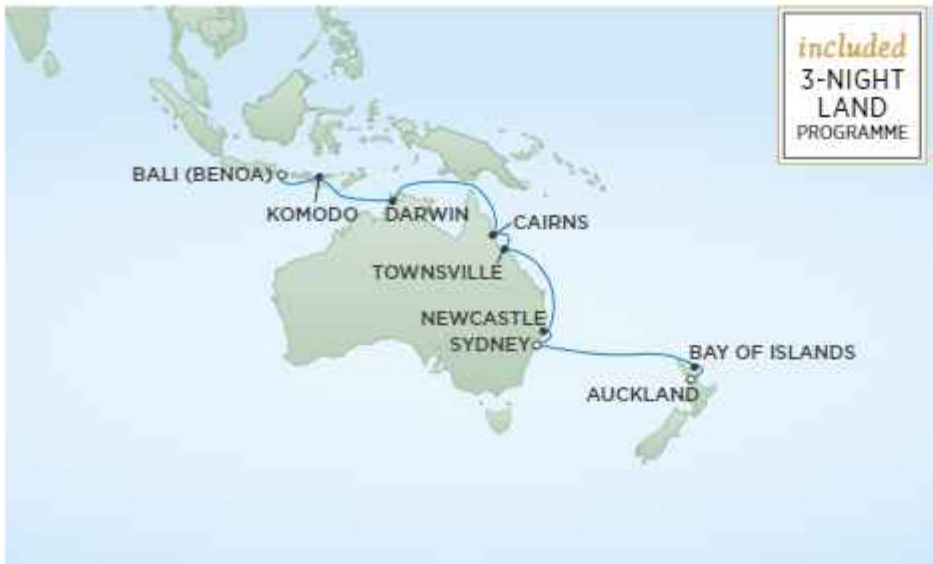 included
3-NIGHT
LAND
PROGRAMME
BALI (BENOA)
KOMODO
DARWIN
CAIRNS
TOWNSVILLE
NEWCASTLE
SYDNEY
BAY OF ISLANDS
AUCKLAND